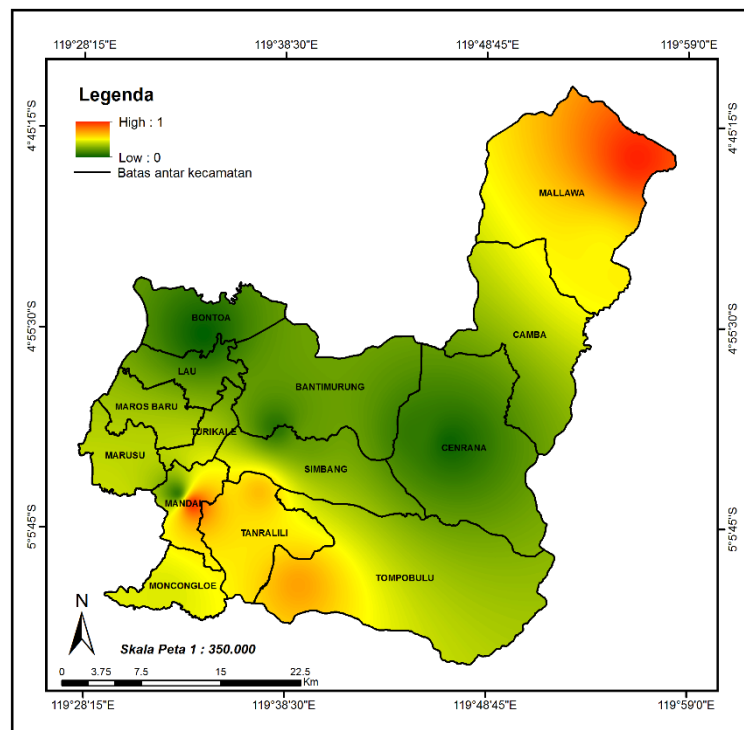 119°28'15"E 119°38'30"E 119°48'45"E 119°59'0"E
Legenda
High : 1
Low : 0
Batas antar kecamatan
4°45'15"S 4°45'15"S
MALLAWA
BONTOA
4°55'30"S 4°55'30"S
CAMBA
LAU
BANTIMURUNG
MAROS BARU
TURIKALE
CENRANA
MARUSU
SIMBANG
MANDAI
5°5'45"S 5°5'45"S
TANRALILI
TOMPOBULU
MONCONGLOE
N
Skala Peta 1 : 350.000
0 3.75 7.5 15 22.5
Km
119°28'15"E 119°38'30"E 119°48'45"E 119°59'0"E